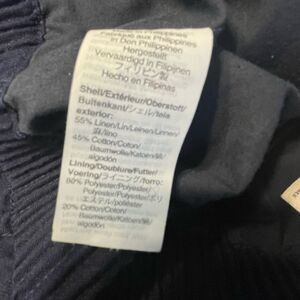 Made in Philippines
Fabriqué aux Philippines
in Den Philippinen
Hergestellt
Vervaardigd in Filipijnen
フィリピン製
Hecho en Filipinas
Shell/Extérieur/Oberstoff/
Buitenkant/シェル/tela
exterior:
55% Linen/Lin/Leinen/Linnen/
麻/lino
45% Cotton/Coton/
Baumwolle/Katoen/綿/
algodón
Lining/Doublure/Futter/
Voering/ライニング/forro:
80% Polyester/Polyester/
Polyester/Polyester/ポリ
エステル/poliéster
20% Cotton/Coton/
Baumwolle/Katoen/綿/
algodón